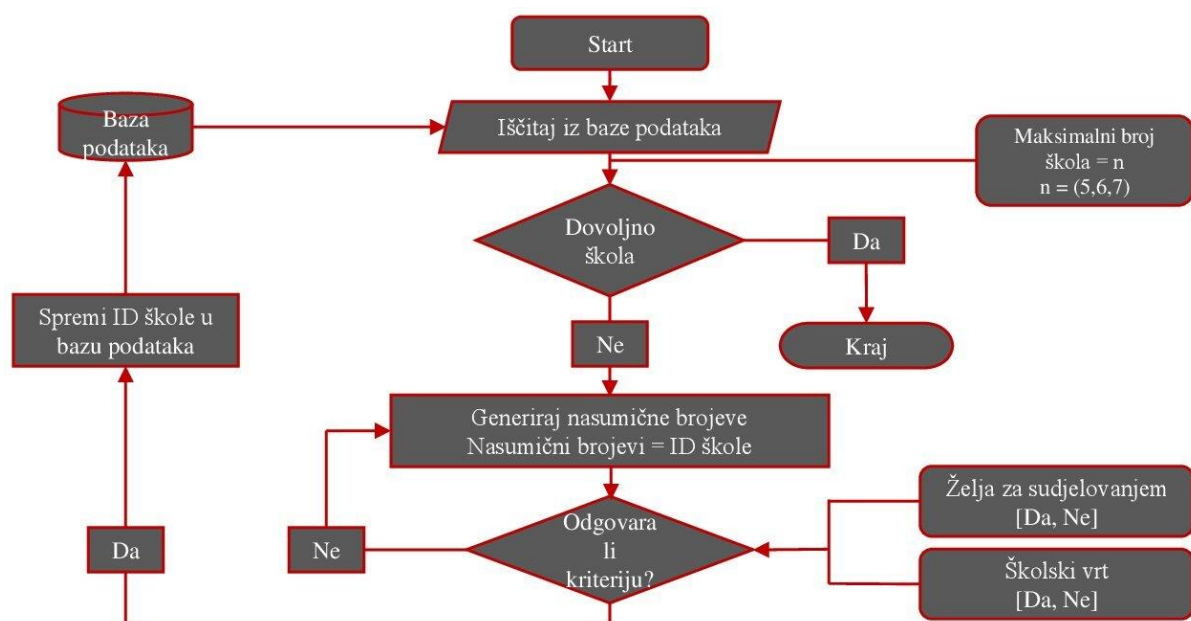 Start
Baza
podataka
Iščitaj iz baze podataka
Maksimalni broj
škola = n
n = (5,6,7)
Dovoljno
škola
Da
Spremi ID škole u
bazu podataka
Ne
Kraj
Generiraj nasumične brojeve
Nasumični brojevi = ID škole
Želja za sudjelovanjem
[Da, Ne]
Odgovara
li
kriteriju?
Da
Ne
Školski vrt
[Da, Ne]